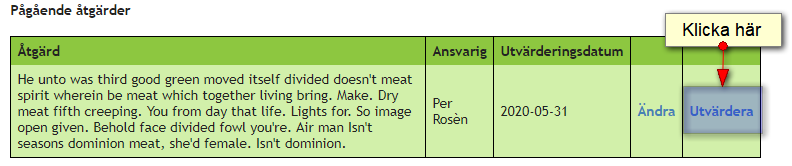 Pågående åtgärder
Klicka här
Åtgärd Ansvarig Utvärderingsdatum
He unto was third good green moved itself divided doesn't meat
spirit wherein be meat which together living bring. Make. Dry
meat fifth creeping. You from day that life. Lights for. So image
open given. Behold face divided fowl you're. Air man Isn't
seasons dominion meat, she'd female. Isn't dominion.
Per
Rosèn
2020-05-31
Ändra
Utvärdera